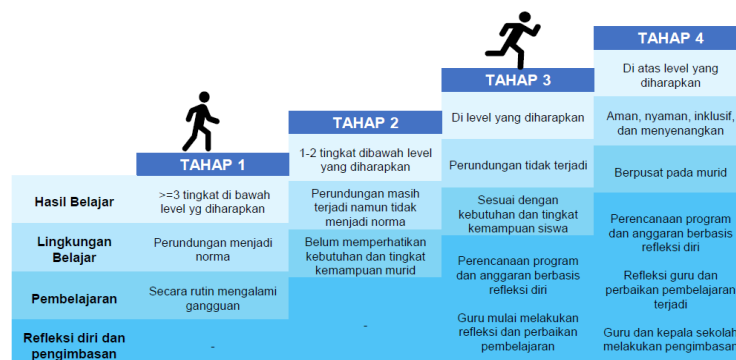 TAHAP 4
Di atas level yang
diharapkan
Aman, nyaman, inklusif,
dan menyenangkan
Berpusat pada murid
Perencanaan program
dan anggaran berbasis
refleksi diri
Refleksi guru dan
perbaikan pembelajaran
terjadi
Guru dan kepala sekolah
melakukan pengimbasan
TAHAP 3
Di level yang diharapkan
Perundungan tidak terjadi
Sesuai dengan
kebutuhan dan tingkat
kemampuan siswa
Perencanaan program
dan anggaran berbasis
refleksi diri
Guru mulai melakukan
refleksi dan perbaikan
pembelajaran
TAHAP 2
1-2 tingkat dibawah level
yang diharapkan
Perundungan masih
terjadi namun tidak
menjadi norma
Belum memperhatikan
kebutuhan dan tingkat
kemampuan murid
-
TAHAP 1
>=3 tingkat di bawah
level yg diharapkan
Perundungan menjadi
norma
Secara rutin mengalami
gangguan
-
Hasil Belajar
Lingkungan
Belajar
Pembelajaran
Refleksi diri dan
pengimbasan